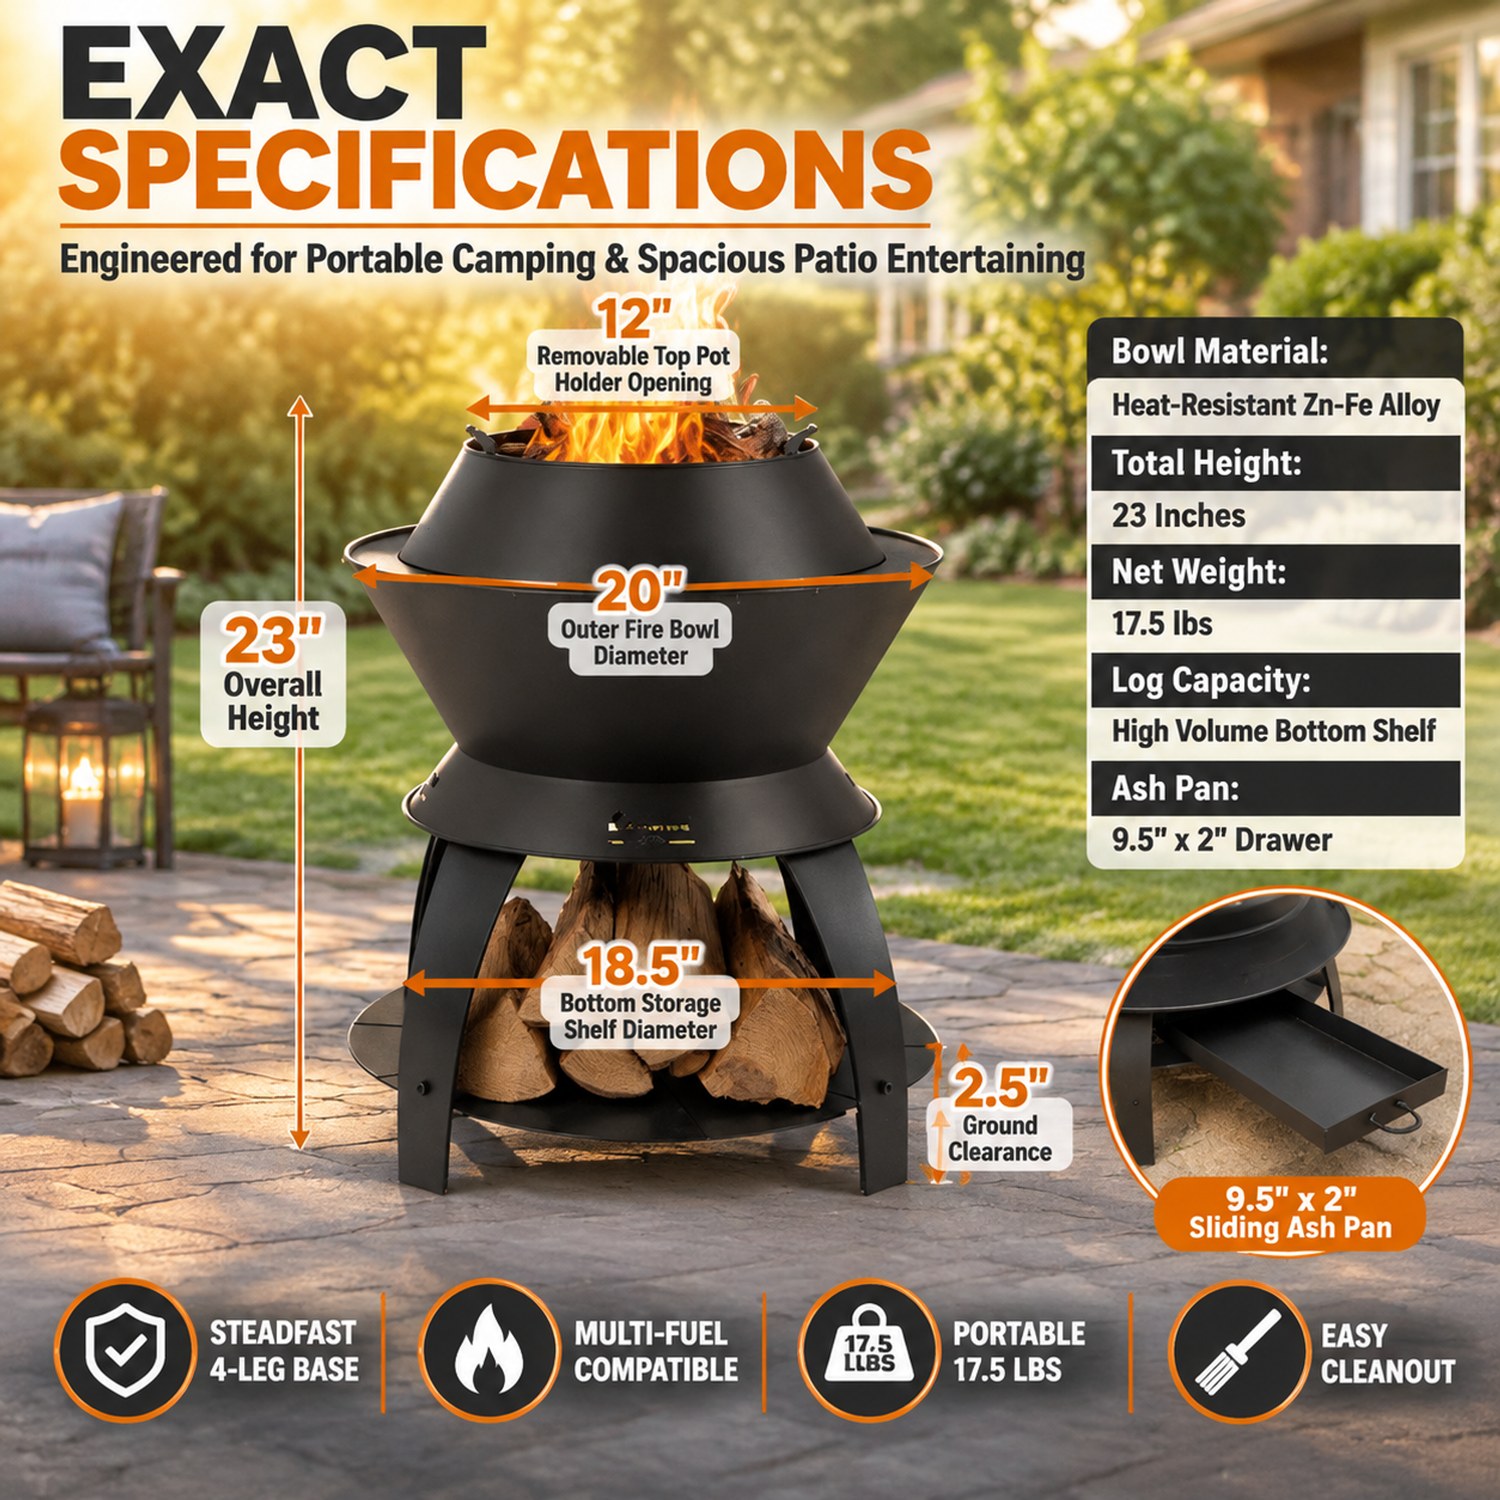 EXACT
SPECIFICATIONS
Engineered for Portable Camping & Spacious Patio Entertaining
12"
Removable Top Pot
Holder Opening
20"
Outer Fire Bowl
Diameter
23"
Overall
Height
18.5"
Bottom Storage
Shelf Diameter
2.5"
Ground
Clearance
Bowl Material:
Heat-Resistant Zn-Fe Alloy
Total Height:
23 Inches
Net Weight:
17.5 lbs
Log Capacity:
High Volume Bottom Shelf
Ash Pan:
9.5" x 2" Drawer
9.5" x 2"
Sliding Ash Pan
STEADFAST
4-LEG BASE
MULTI-FUEL
COMPATIBLE
17.5
LLBS
PORTABLE
17.5 LBS
EASY
CLEANOUT